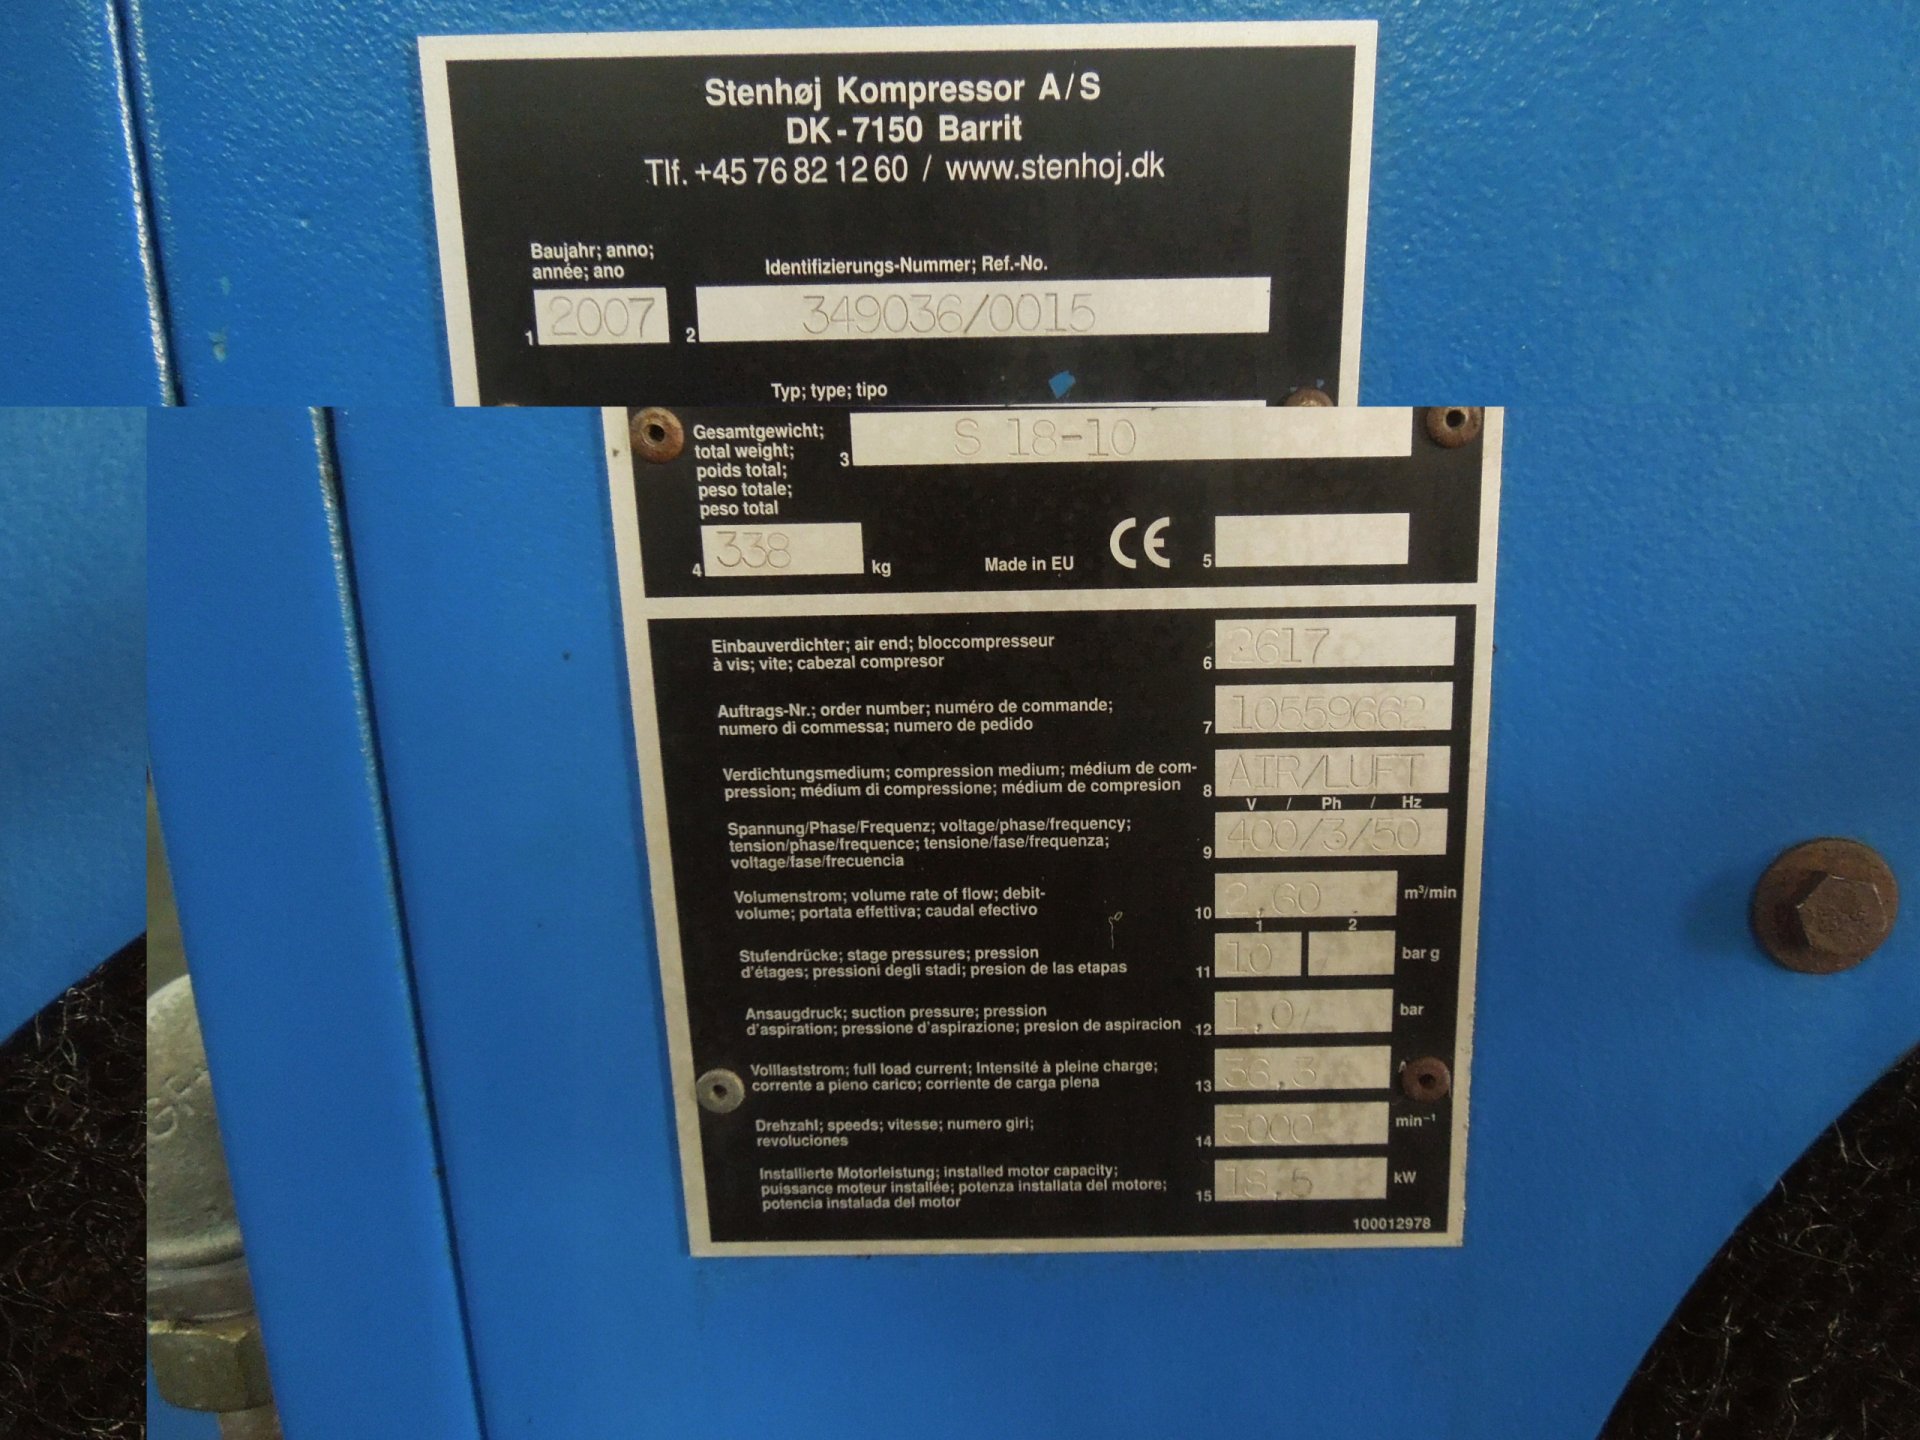 Stenhøj Kompressor A/S
DK-7150 Barrit
Tlf. +45 76 82 12 60 / www.stenhoj.dk
Baujahr; anno;
année; ano
Identifizierungs-Nummer; Ref.-No.
1 2007
2 349036/0015
Typ; type; tipo
3 S 18-10
Gesamtgewicht;
total weight;
poids total;
peso totale;
peso total
4 338 kg
Made in EU CE 5
Einbauverdichter; air end; bloccompresseur
à vis; vite; cabezal compresor
6 2617
Auftrags-Nr.; order number; numéro de commande;
numero di commessa; numero de pedido
7 10559662
Verdichtungsmedium; compression medium; médium de com-
pression; médium di compressione; médium de compresion
8 AIR/LUFT
V / Ph / Hz
Spannung/Phase/Frequenz; voltage/phase/frequency;
tension/phase/frequence; tensione/fase/frequenza;
voltage/fase/frecuencia
9 400/3/50
Volumenstrom; volume rate of flow; debit-
volume; portata effettiva; caudal efectivo
10 2,60 m³/min
1 2
Stufendrücke; stage pressures; pression
d'étages; pressioni degli stadi; presion de las etapas
11 10 bar g
Ansaugdruck; suction pressure; pression
d'aspiration; pressione d'aspirazione; presion de aspiracion
12 1,0 bar
Volllaststrom; full load current; Intensité à pleine charge;
corrente a pieno carico; corriente de carga plena
13 36,3 A
Drehzahl; speeds; vitesse; numero giri;
revoluciones
14 3000 min⁻¹
Installierte Motorleistung; installed motor capacity;
puissance moteur installée; potenza installata del motore;
potencia instalada del motor
15 18,5 kW
100012978